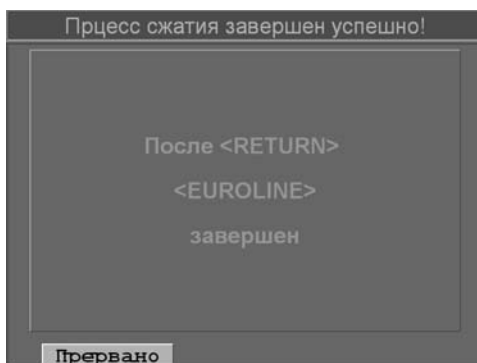 Прцесс сжатия завершен успешно!
После <RETURN>
<EUROLINE>
завершен
Прервано